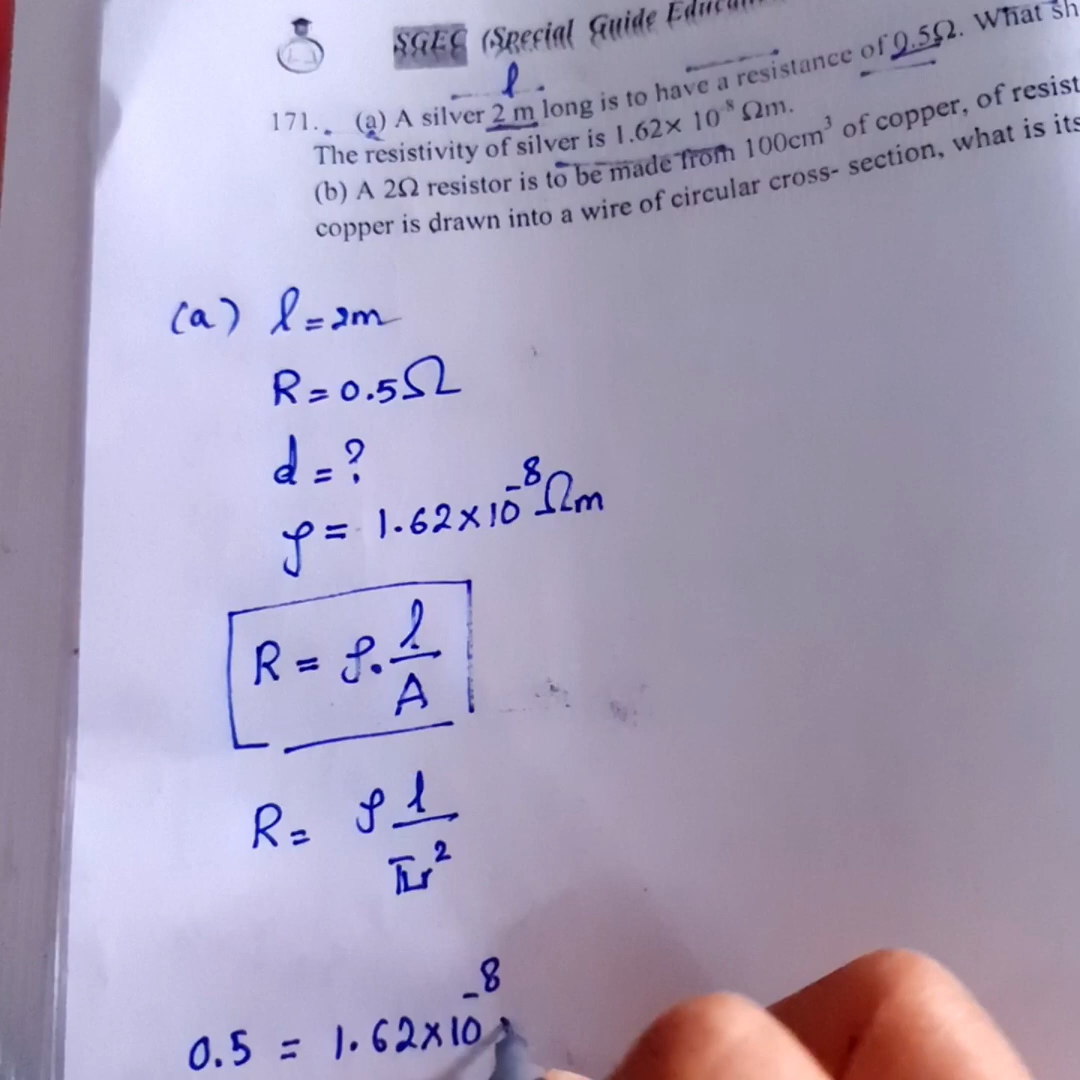 SGEC (Special Guide
171. (a) A silver 2 m long is to have a resistance of 0.5Ω. What
The resistivity of silver is 1.62× 10⁻⁸ Ωm.
(b) A 2Ω resistor is to be made from 100cm³ of copper, of
copper is drawn into a wire of circular cross- section, what is its
l
(a) l = 2m
R = 0.5Ω
d = ?
ρ = 1.62×10⁻⁸ Ωm
R = ρ. l/A
R = ρ l/πr²
0.5 = 1.62×10⁻⁸